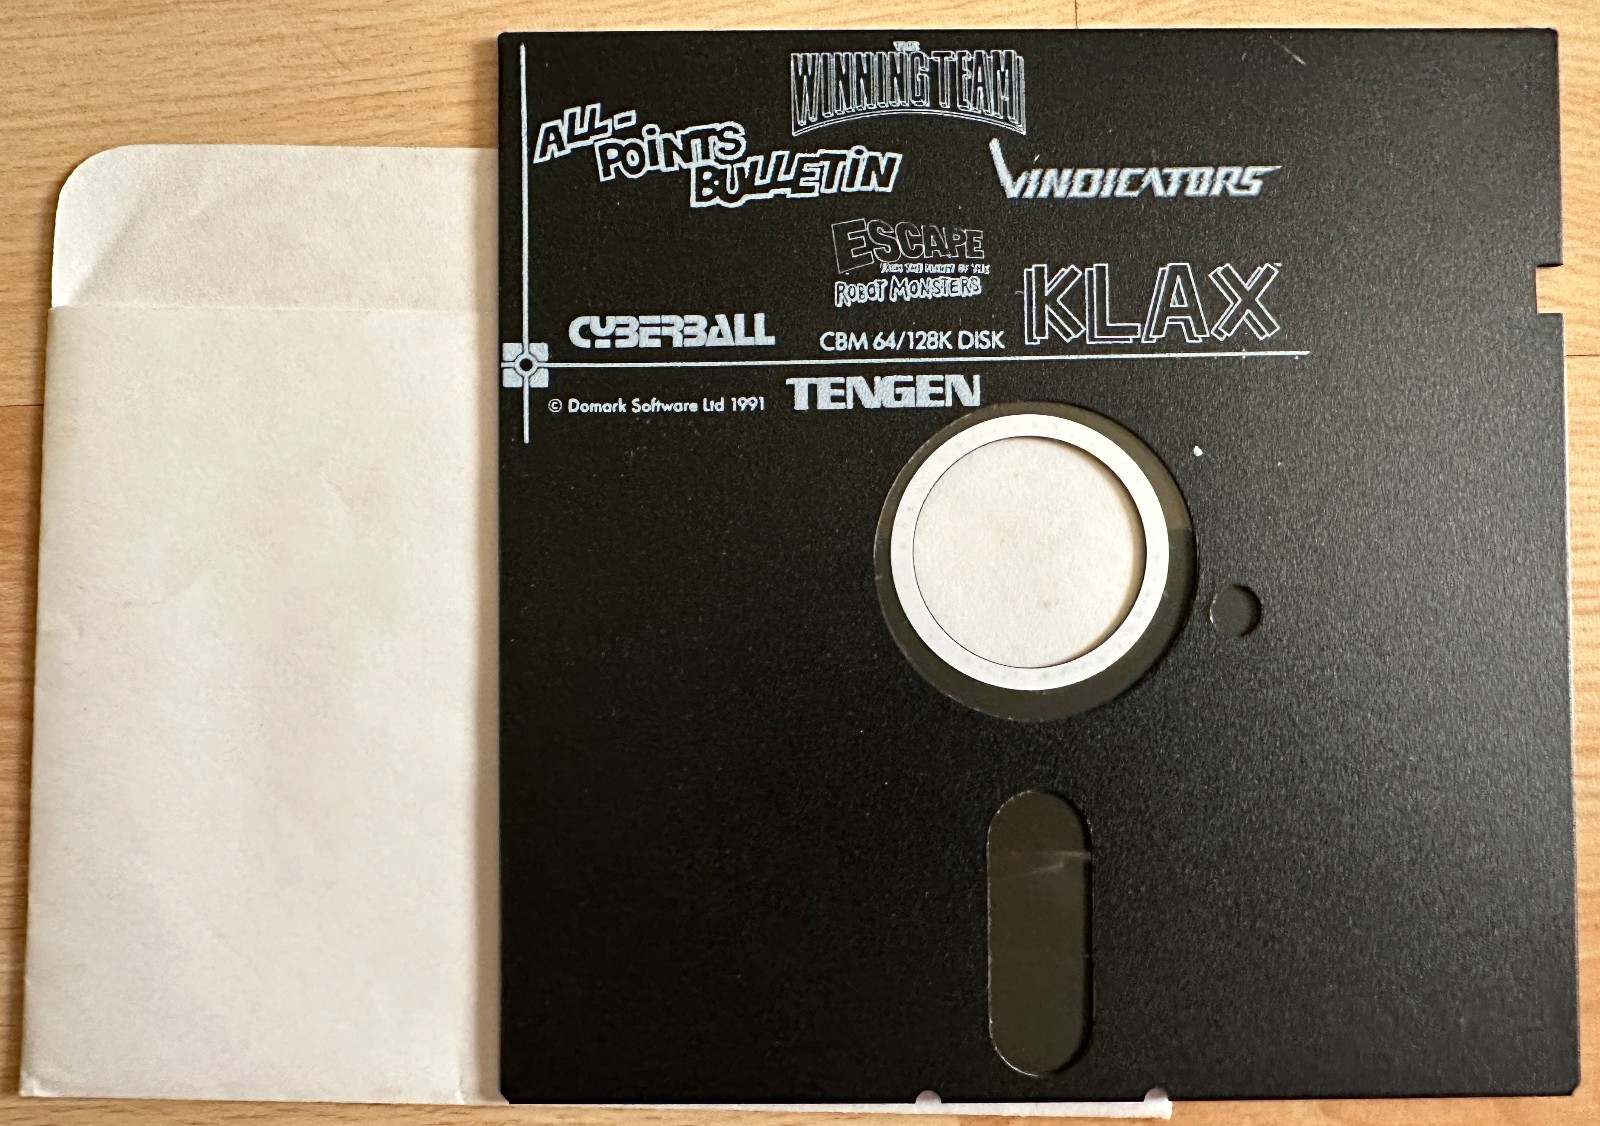 THE
WINNING TEAM
ALL-
POINTS
BULLETIN
VINDICATORS
ESCAPE
FROM THE PLANET OF THE
ROBOT MONSTERS
KLAX™
CYBERBALL
CBM 64/128K DISK
© Domark Software Ltd 1991
TENGEN